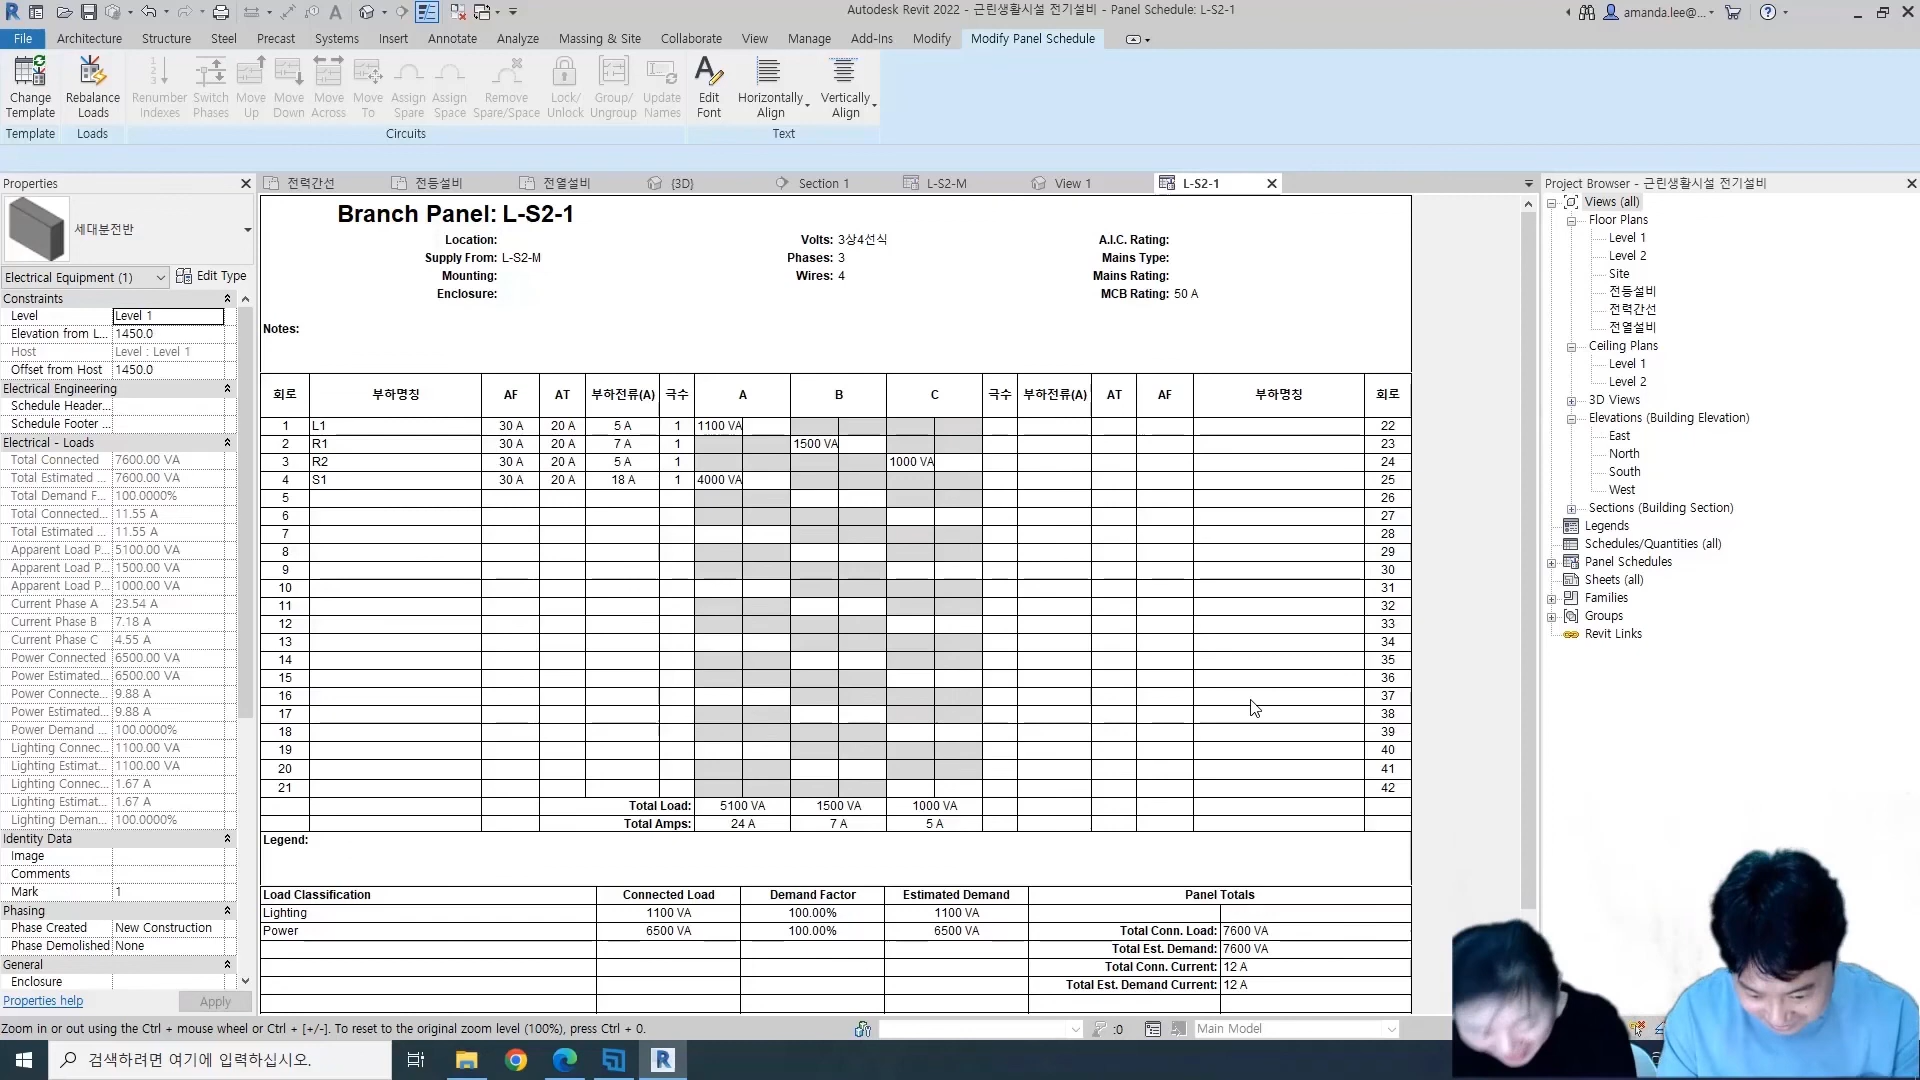 Autodesk Revit 2022 - 근린생활시설 전기설비 - Panel Schedule: L-S2-1
amanda.lee@...
File Architecture Structure Steel Precast Systems Insert Annotate Analyze Massing & Site Collaborate View Manage Add-Ins Modify Modify Panel Schedule
Change Template
Rebalance Loads
Renumber Indexes
Switch Phases
Move Up
Move Down
Move Across
Move To
Assign Spare
Assign Space
Remove Spare/Space
Lock/ Unlock
Group/ Ungroup
Update Names
Edit Font
Horizontally Align
Vertically Align
Template Loads Circuits Text
Properties
세대분전반
Electrical Equipment (1) Edit Type
Constraints
Level Level 1
Elevation from L... 1450.0
Host Level : Level 1
Offset from Host 1450.0
Electrical Engineering
Schedule Header...
Schedule Footer ...
Electrical - Loads
Total Connected 7600.00 VA
Total Estimated ... 7600.00 VA
Total Demand F... 100.0000%
Total Connected... 11.55 A
Total Estimated ... 11.55 A
Apparent Load P... 5100.00 VA
Apparent Load P... 1500.00 VA
Apparent Load P... 1000.00 VA
Current Phase A 23.54 A
Current Phase B 7.18 A
Current Phase C 4.55 A
Power Connected 6500.00 VA
Power Estimated... 6500.00 VA
Power Connecte... 9.88 A
Power Estimated... 9.88 A
Power Demand ... 100.0000%
Lighting Connec... 1100.00 VA
Lighting Estimat... 1100.00 VA
Lighting Connec... 1.67 A
Lighting Estimat... 1.67 A
Lighting Deman... 100.0000%
Identity Data
Image
Comments
Mark 1
Phasing
Phase Created New Construction
Phase Demolished None
General
Enclosure
Properties help Apply
전력간선 전등설비 전열설비 {3D} Section 1 L-S2-M View 1 L-S2-1
Branch Panel: L-S2-1
Location: Volts: 3상4선식 A.I.C. Rating:
Supply From: L-S2-M Phases: 3 Mains Type:
Mounting: Wires: 4 Mains Rating:
Enclosure: MCB Rating: 50 A
Notes:
회로 부하명칭 AF AT 부하전류(A) 극수 A B C 극수 부하전류(A) AT AF 부하명칭 회로
1 L1 30 A 20 A 5 A 1 1100 VA 22
2 R1 30 A 20 A 7 A 1 1500 VA 23
3 R2 30 A 20 A 5 A 1 1000 VA 24
4 S1 30 A 20 A 18 A 1 4000 VA 25
5 26
6 27
7 28
8 29
9 30
10 31
11 32
12 33
13 34
14 35
15 36
16 37
17 38
18 39
19 40
20 41
21 42
Total Load: 5100 VA 1500 VA 1000 VA
Total Amps: 24 A 7 A 5 A
Legend:
Load Classification Connected Load Demand Factor Estimated Demand Panel Totals
Lighting 1100 VA 100.00% 1100 VA
Power 6500 VA 100.00% 6500 VA Total Conn. Load: 7600 VA
Total Est. Demand: 7600 VA
Total Conn. Current: 12 A
Total Est. Demand Current: 12 A
Project Browser - 근린생활시설 전기설비
Views (all)
Floor Plans
Level 1
Level 2
Site
전등설비
전력간선
전열설비
Ceiling Plans
Level 1
Level 2
3D Views
Elevations (Building Elevation)
East
North
South
West
Sections (Building Section)
Legends
Schedules/Quantities (all)
Panel Schedules
Sheets (all)
Families
Groups
Revit Links
Zoom in or out using the Ctrl + mouse wheel or Ctrl + [+/-]. To reset to the original zoom level (100%), press Ctrl + 0.
:0 Main Model
검색하려면 여기에 입력하십시오.